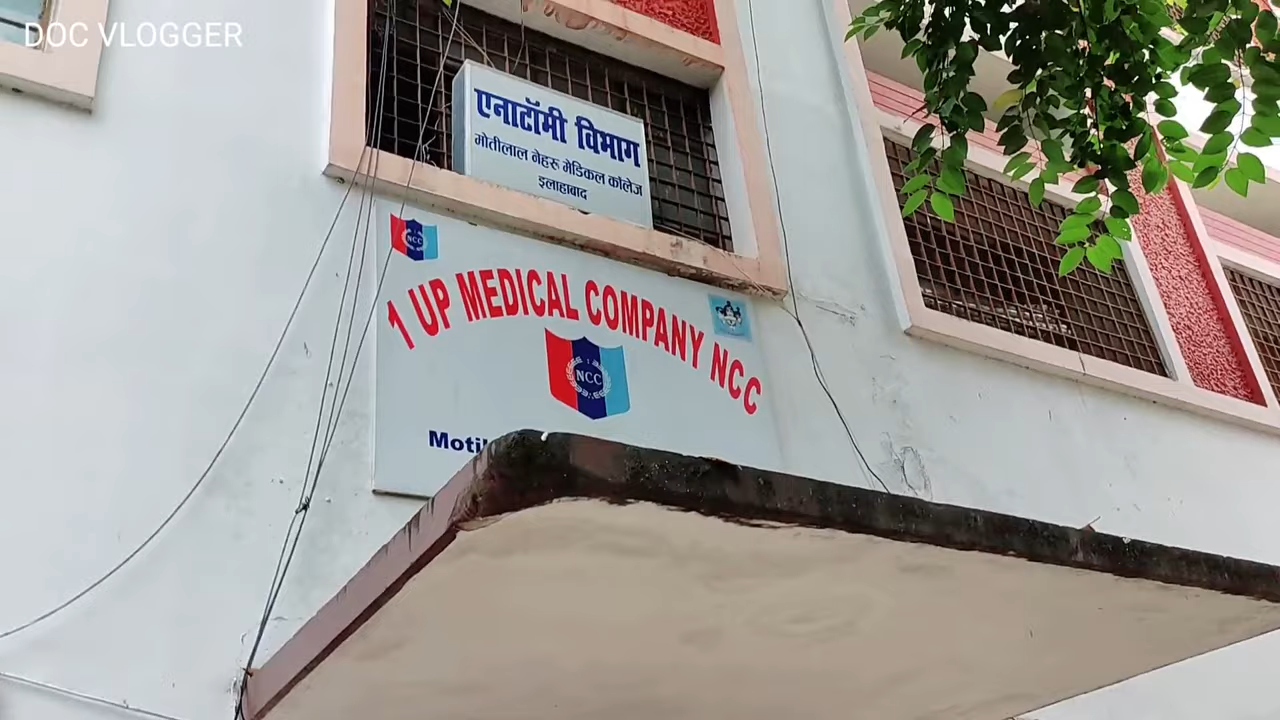 DOC VLOGGER
एनाटॉमी विभाग
मोतीलाल नेहरू मेडिकल कॉलेज
इलाहाबाद
NCC
1 UP MEDICAL COMPANY NCC
NCC